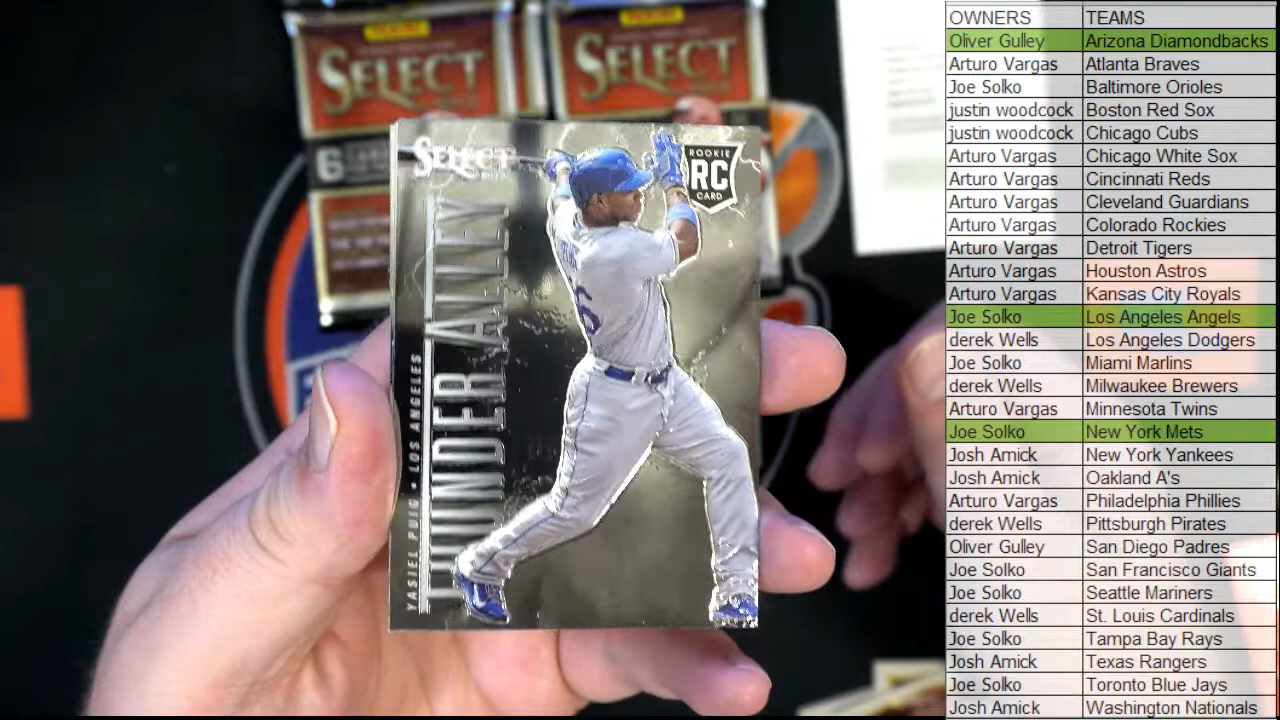 PANINI
SELECT
6
PANINI
SELECT
SELECT
ROOKIE
RC
CARD
THUNDER ALLEY
YASIEL PUIG • LOS ANGELES
6
OWNERS TEAMS
Oliver Gulley Arizona Diamondbacks
Arturo Vargas Atlanta Braves
Joe Solko Baltimore Orioles
justin woodcock Boston Red Sox
justin woodcock Chicago Cubs
Arturo Vargas Chicago White Sox
Arturo Vargas Cincinnati Reds
Arturo Vargas Cleveland Guardians
Arturo Vargas Colorado Rockies
Arturo Vargas Detroit Tigers
Arturo Vargas Houston Astros
Arturo Vargas Kansas City Royals
Joe Solko Los Angeles Angels
derek Wells Los Angeles Dodgers
Joe Solko Miami Marlins
derek Wells Milwaukee Brewers
Arturo Vargas Minnesota Twins
Joe Solko New York Mets
Josh Amick New York Yankees
Josh Amick Oakland A's
Arturo Vargas Philadelphia Phillies
derek Wells Pittsburgh Pirates
Oliver Gulley San Diego Padres
Joe Solko San Francisco Giants
Joe Solko Seattle Mariners
derek Wells St. Louis Cardinals
Joe Solko Tampa Bay Rays
Josh Amick Texas Rangers
Joe Solko Toronto Blue Jays
Josh Amick Washington Nationals